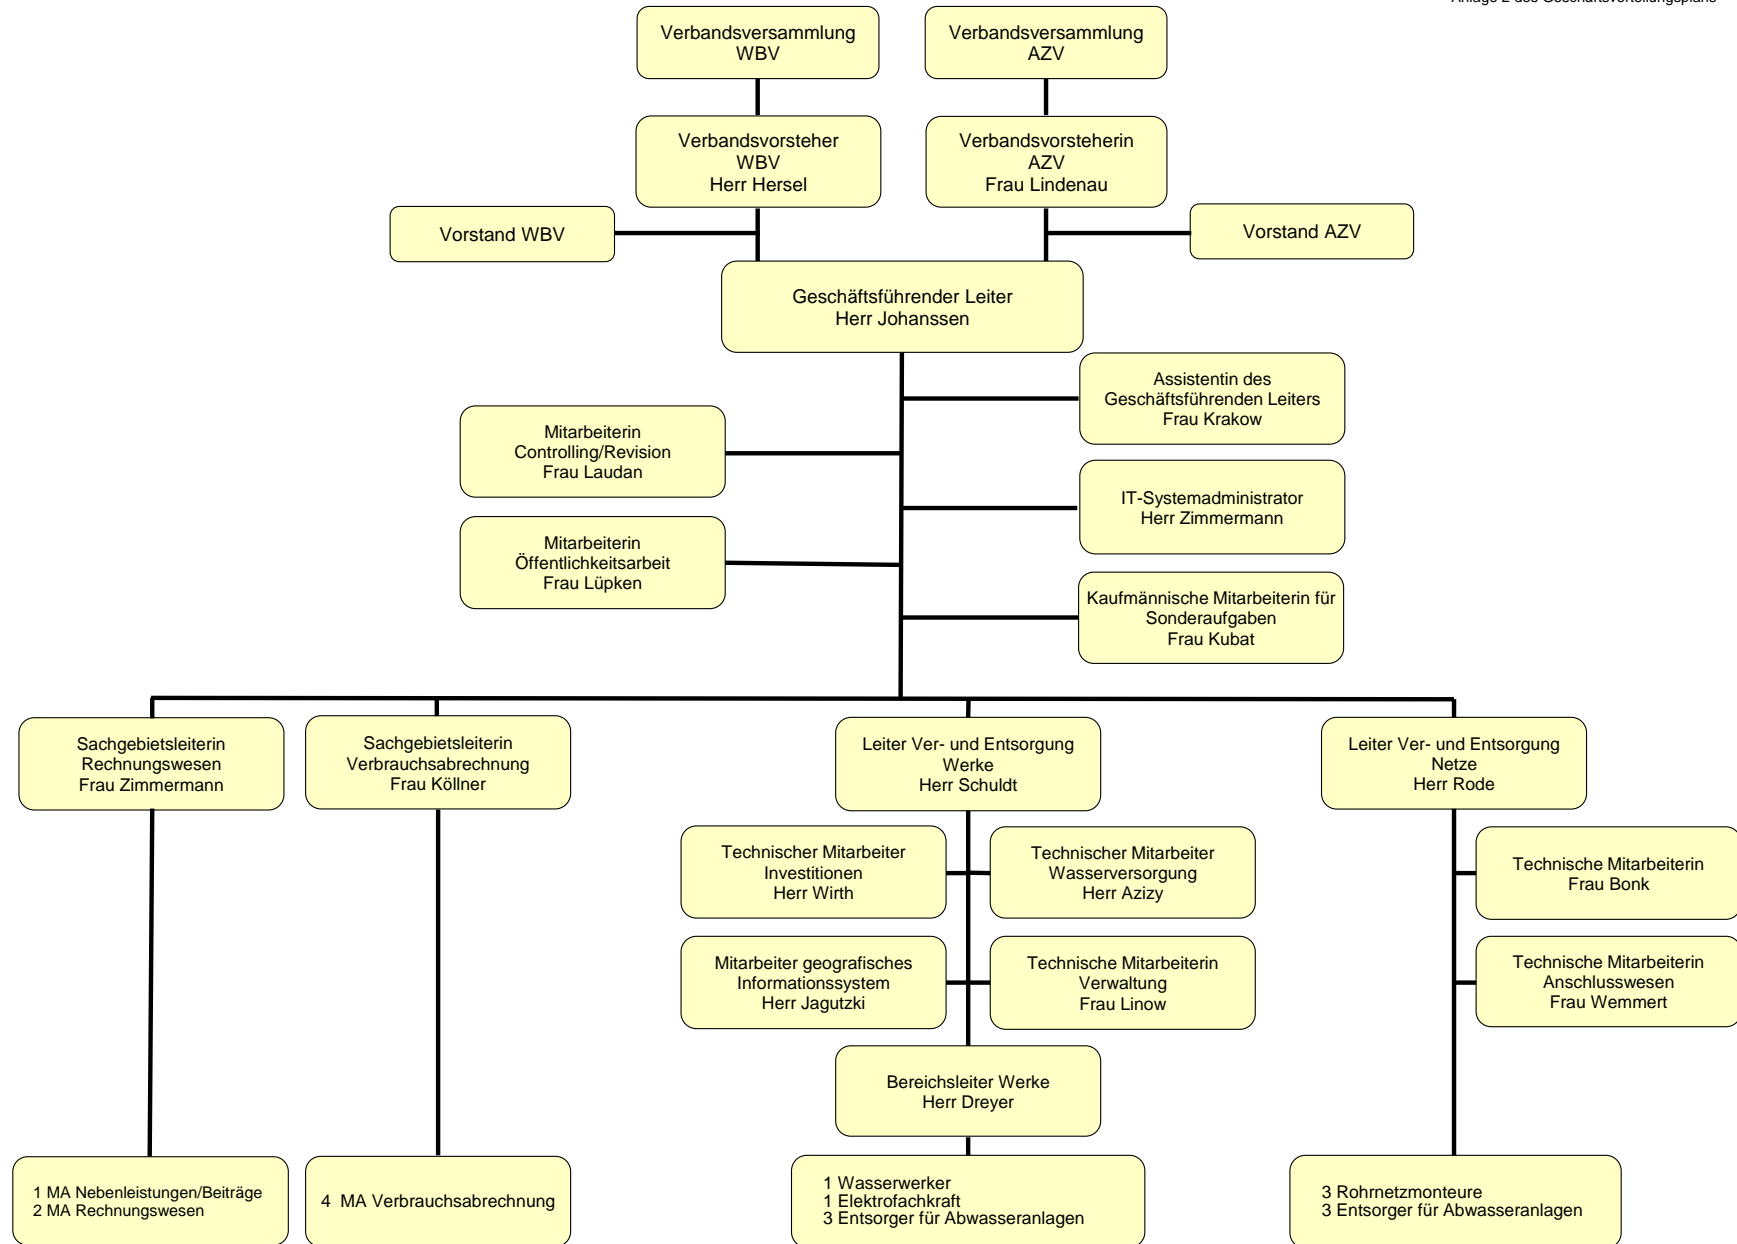 Anlage 2 des Geschäftsverteilungsplans
Verbandsversammlung
WBV
Verbandsversammlung
AZV
Verbandsvorsteher
WBV
Herr Hersel
Verbandsvorsteherin
AZV
Frau Lindenau
Vorstand WBV
Vorstand AZV
Geschäftsführender Leiter
Herr Johanssen
Assistentin des
Geschäftsführenden Leiters
Frau Krakow
Mitarbeiterin
Controlling/Revision
Frau Laudan
IT-Systemadministrator
Herr Zimmermann
Mitarbeiterin
Öffentlichkeitsarbeit
Frau Lüpken
Kaufmännische Mitarbeiterin für
Sonderaufgaben
Frau Kubat
Sachgebietsleiterin
Rechnungswesen
Frau Zimmermann
Sachgebietsleiterin
Verbrauchsabrechnung
Frau Köllner
Leiter Ver- und Entsorgung
Werke
Herr Schuldt
Leiter Ver- und Entsorgung
Netze
Herr Rode
Technischer Mitarbeiter
Investitionen
Herr Wirth
Technischer Mitarbeiter
Wasserversorgung
Herr Azizy
Technische Mitarbeiterin
Frau Bonk
Mitarbeiter geografisches
Informationssystem
Herr Jagutzki
Technische Mitarbeiterin
Verwaltung
Frau Linow
Technische Mitarbeiterin
Anschlusswesen
Frau Wemmert
Bereichsleiter Werke
Herr Dreyer
1 MA Nebenleistungen/Beiträge
2 MA Rechnungswesen
4 MA Verbrauchsabrechnung
1 Wasserwerker
1 Elektrofachkraft
3 Entsorger für Abwasseranlagen
3 Rohrnetzmonteure
3 Entsorger für Abwasseranlagen